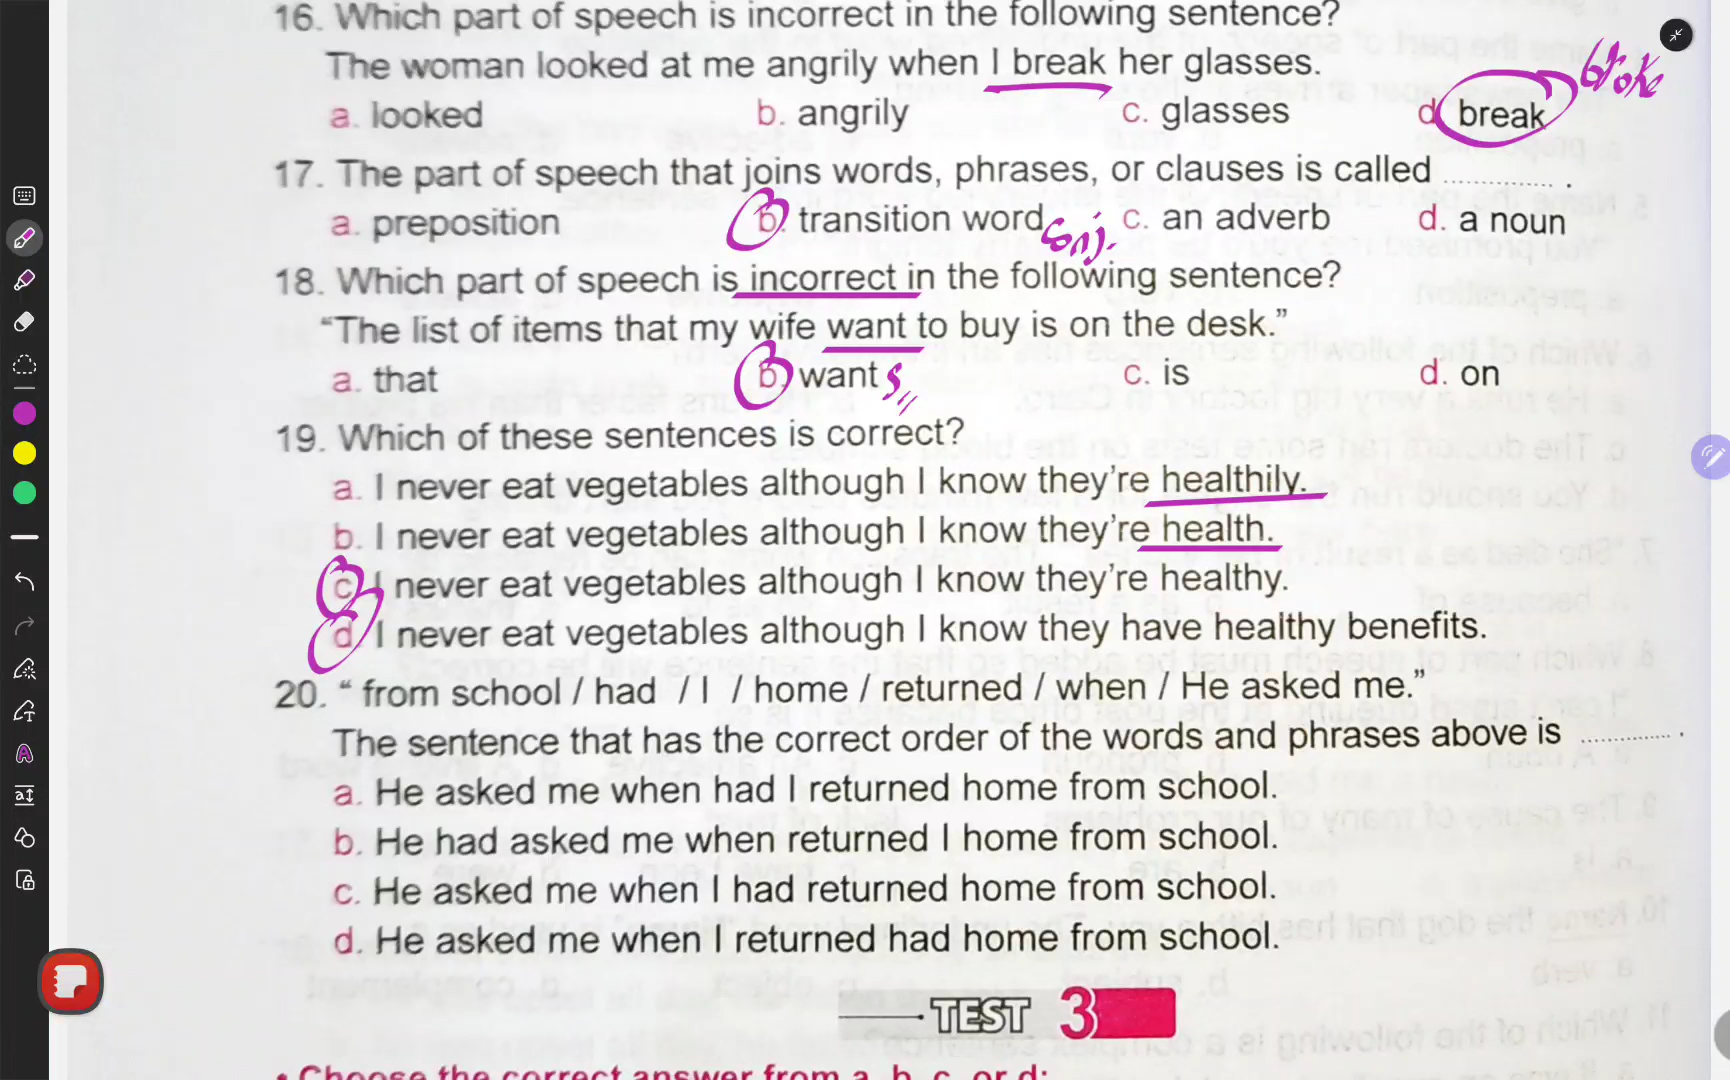 16. Which part of speech is incorrect in the following sentence?
The woman looked at me angrily when I break her glasses.
broke
a. looked b. angrily c. glasses d. break
17. The part of speech that joins words, phrases, or clauses is called .............. .
a. preposition b. transition word c. an adverb d. a noun
Conj.
18. Which part of speech is incorrect in the following sentence?
“The list of items that my wife want to buy is on the desk.”
a. that b. want s c. is d. on
19. Which of these sentences is correct?
a. I never eat vegetables although I know they’re healthily.
b. I never eat vegetables although I know they’re health.
c. I never eat vegetables although I know they’re healthy.
d. I never eat vegetables although I know they have healthy benefits.
20. “ from school / had / I / home / returned / when / He asked me.”
The sentence that has the correct order of the words and phrases above is .............. .
a. He asked me when had I returned home from school.
b. He had asked me when returned I home from school.
c. He asked me when I had returned home from school.
d. He asked me when I returned had home from school.
TEST 3
• Choose the correct answer from a, b, c, or d: